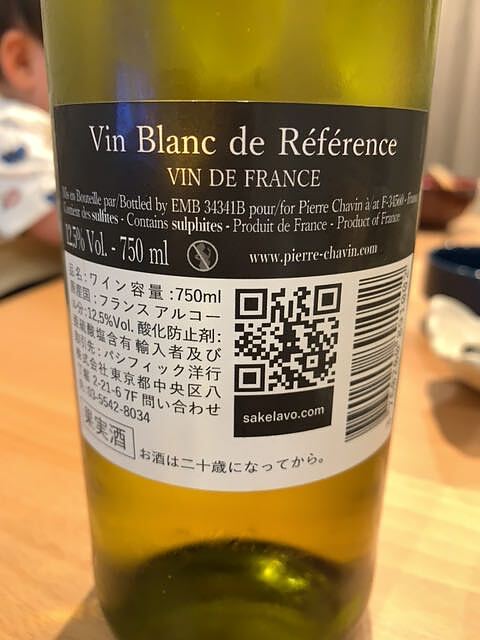 Vin Blanc de Référence
VIN DE FRANCE
Mis en Bouteille par/Bottled by EMB 34341B pour/for Pierre Chavin à/at F-34560 - France
Contient des sulfites - Contains sulphites - Produit de France - Product of France
12.5% Vol. - 750 ml
www.pierre-chavin.com
品名:ワイン 容量:750ml
原産国:フランス アルコー
ル分:12.5%Vol. 酸化防止剤:
亜硫酸塩含有 輸入者及び
引先:パシフィック洋行
株式会社 東京都中央区八
2-21-6 7F 問い合わせ
03-5542-8034
果実酒
お酒は二十歳になってから。
sakelavo.com